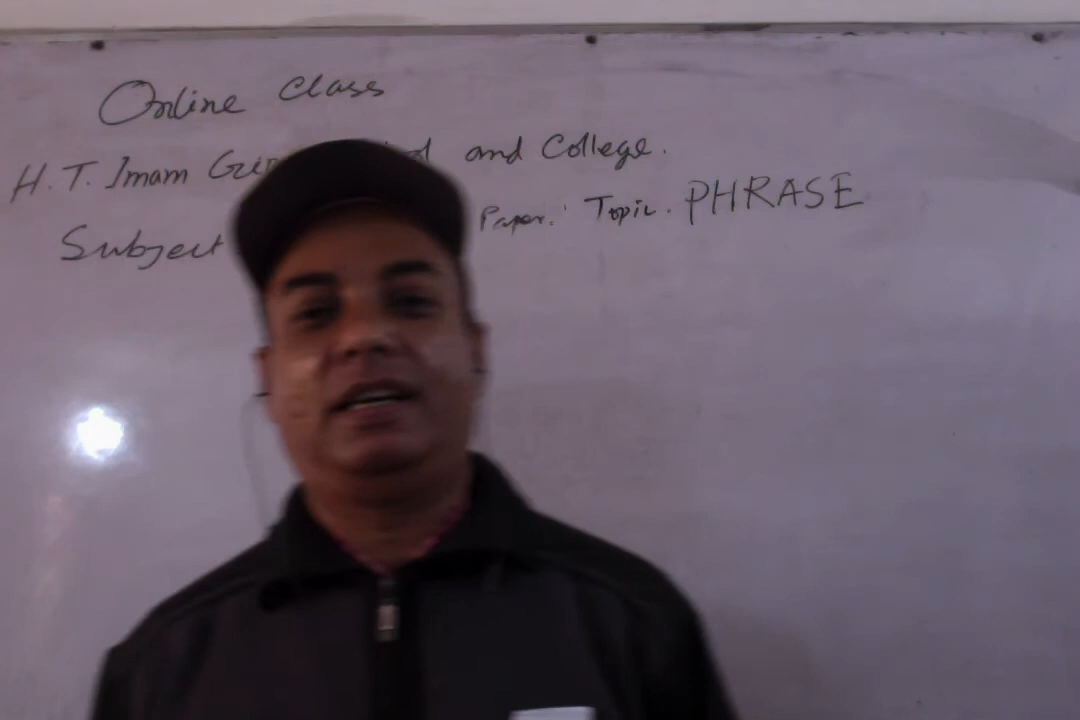 Online Class
H. T. Imam and College.
Subject Paper. Topic. PHRASE